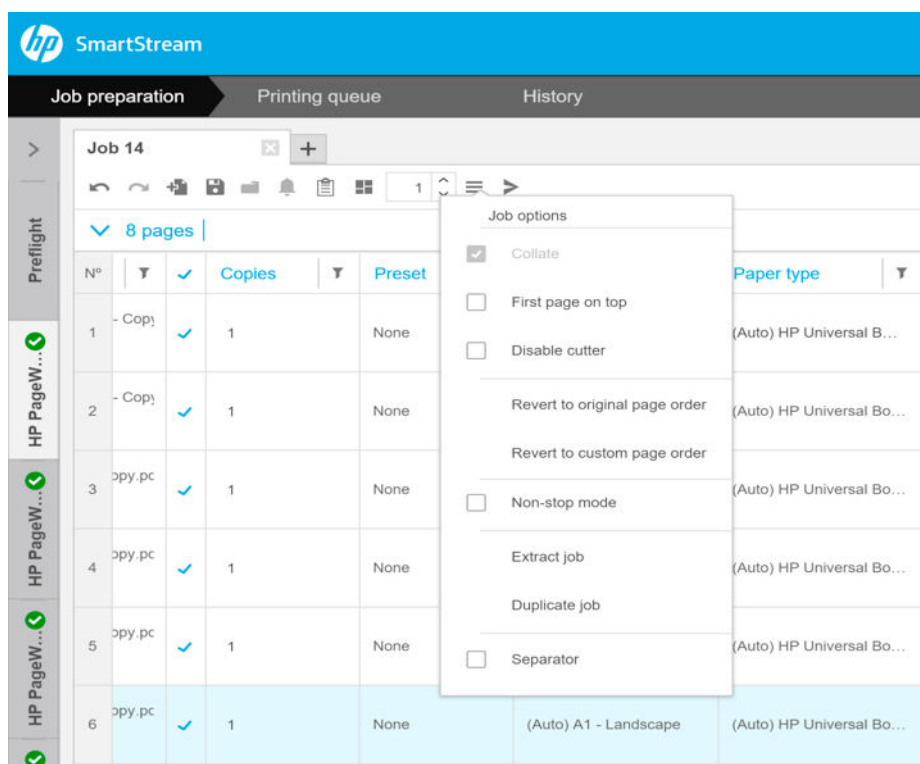 hp SmartStream
Job preparation Printing queue History
Job 14
1
8 pages
Job options
Collate
First page on top
Disable cutter
Revert to original page order
Revert to custom page order
Non-stop mode
Extract job
Duplicate job
Separator
Preflight
HP PageW...
HP PageW...
HP PageW...
Nº Copies Preset Paper type
1 - Copy 1 None (Auto) HP Universal B...
2 - Copy 1 None (Auto) HP Universal Bo...
3 opy.pd 1 None (Auto) HP Universal Bo...
4 opy.pd 1 None (Auto) HP Universal Bo...
5 opy.pd 1 None (Auto) HP Universal Bo...
6 opy.pd 1 None (Auto) A1 - Landscape (Auto) HP Universal Bo...